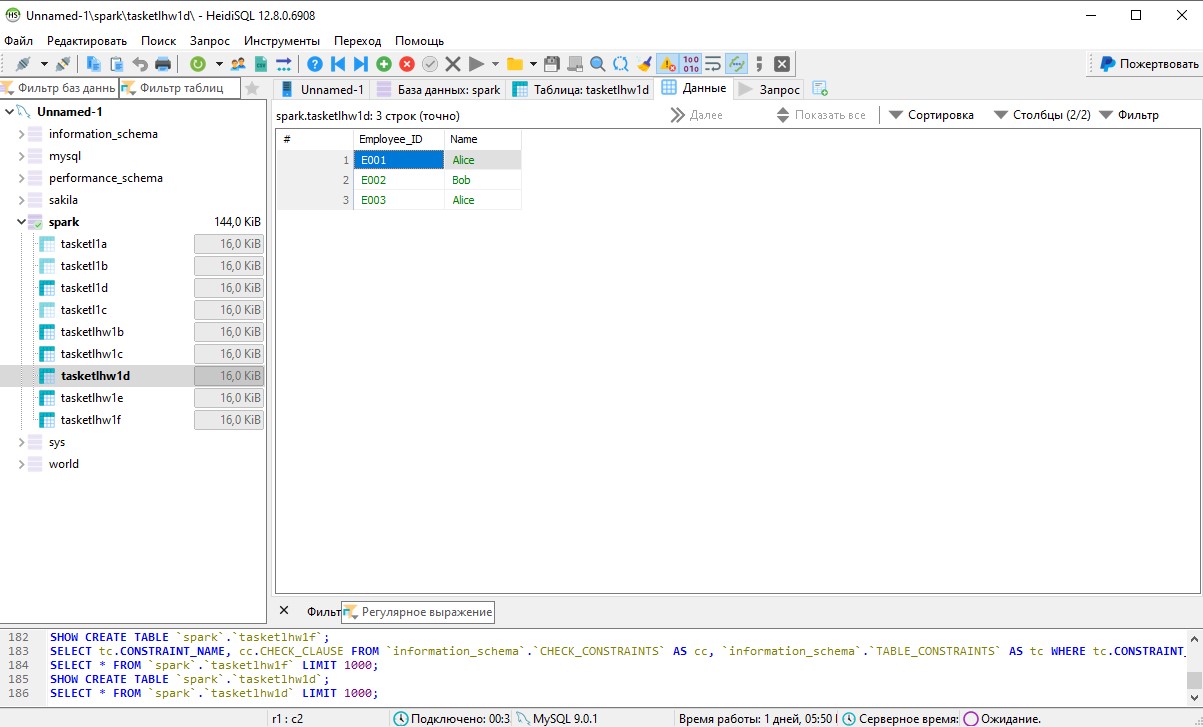 Unnamed-1\spark\tasketlhw1d\ - HeidiSQL 12.8.0.6908
Файл Редактировать Поиск Запрос Инструменты Переход Помощь
Пожертвовать
Фильтр баз данн Фильтр таблиц
Unnamed-1 База данных: spark Таблица: tasketlhw1d Данные Запрос
spark.tasketlhw1d: 3 строк (точно) Далее Показать все Сортировка Столбцы (2/2) Фильтр
Unnamed-1
information_schema
mysql
performance_schema
sakila
spark 144,0 KiB
tasketl1a 16,0 KiB
tasketl1b 16,0 KiB
tasketl1d 16,0 KiB
tasketl1c 16,0 KiB
tasketlhw1b 16,0 KiB
tasketlhw1c 16,0 KiB
tasketlhw1d 16,0 KiB
tasketlhw1e 16,0 KiB
tasketlhw1f 16,0 KiB
sys
world
# Employee_ID Name
1 E001 Alice
2 E002 Bob
3 E003 Alice
Фильт Регулярное выражение
182 SHOW CREATE TABLE `spark`.`tasketlhw1f`;
183 SELECT tc.CONSTRAINT_NAME, cc.CHECK_CLAUSE FROM `information_schema`.`CHECK_CONSTRAINTS` AS cc, `information_schema`.`TABLE_CONSTRAINTS` AS tc WHERE tc.CONSTRAINT_
184 SELECT * FROM `spark`.`tasketlhw1f` LIMIT 1000;
185 SHOW CREATE TABLE `spark`.`tasketlhw1d`;
186 SELECT * FROM `spark`.`tasketlhw1d` LIMIT 1000;
r1 : c2 Подключено: 00:3 MySQL 9.0.1 Время работы: 1 дней, 05:50 Серверное время: Ожидание.